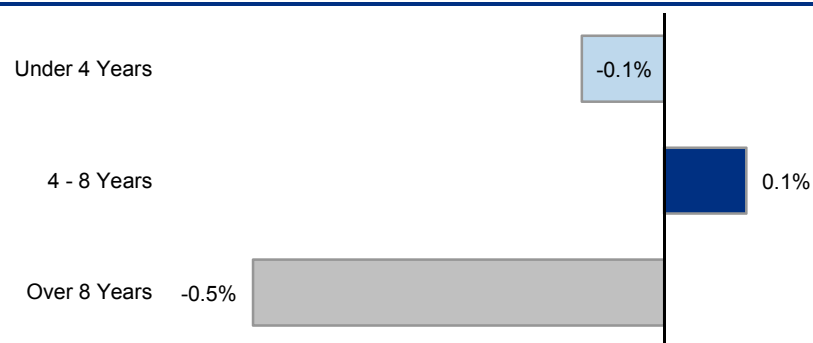 Under 4 Years -0.1%
4 - 8 Years 0.1%
Over 8 Years -0.5%